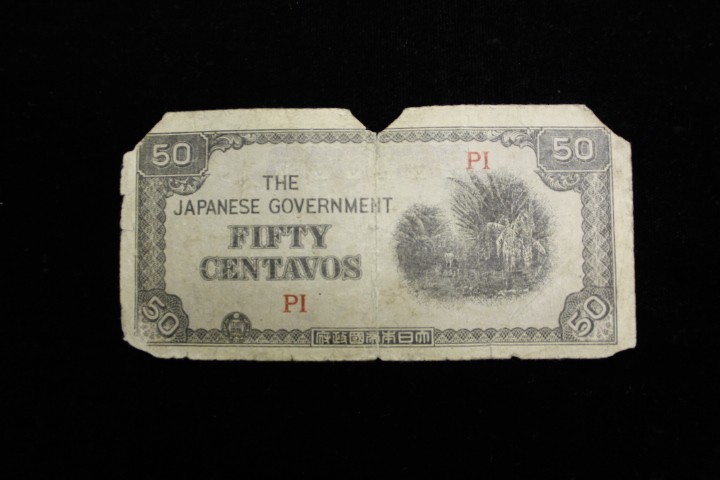 50
50
PI
THE
JAPANESE GOVERNMENT
FIFTY
CENTAVOS
PI
50
50
府政國帝本日大